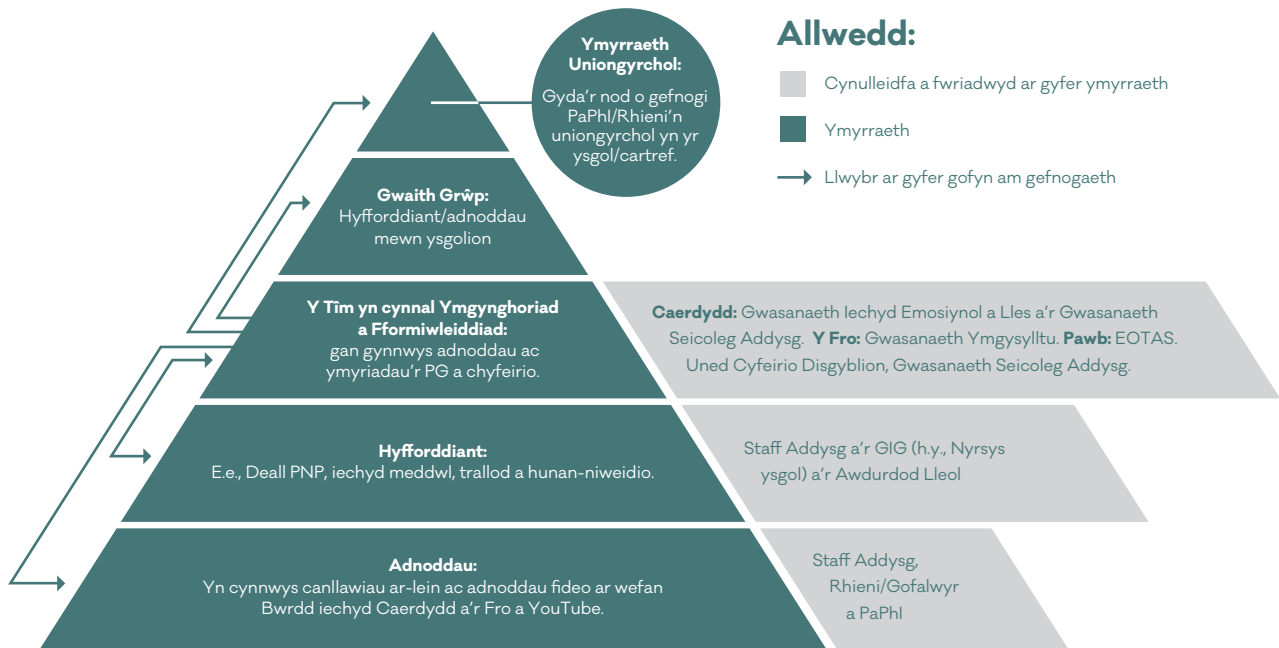 Ymyrraeth
Uniongyrchol:
Gyda'r nod o gefnogi
PaPhI/Rhieni'n
uniongyrchol yn yr
ysgol/cartref.
Allwedd:
Cynulleidfa a fwriadwyd ar gyfer ymyrraeth
Ymyrraeth
Llwybr ar gyfer gofyn am gefnogaeth
Gwaith Grŵp:
Hyfforddiant/adnoddau
mewn ysgolion
Y Tîm yn cynnal Ymgynghoriad
a Fformiwleiddiad:
gan gynnwys adnoddau ac
ymyriadau'r PG a chyfeirio.
Caerdydd: Gwasanaeth Iechyd Emosiynol a Lles a'r Gwasanaeth
Seicoleg Addysg. Y Fro: Gwasanaeth Ymgysylltu. Pawb: EOTAS.
Uned Cyfeirio Disgyblion, Gwasanaeth Seicoleg Addysg.
Hyfforddiant:
E.e., Deall PNP, iechyd meddwl, trallod a hunan-niweidio.
Staff Addysg a'r GIG (h.y., Nyrsys
ysgol) a'r Awdurdod Lleol
Adnoddau:
Yn cynnwys canllawiau ar-lein ac adnoddau fideo ar wefan
Bwrdd iechyd Caerdydd a'r Fro a YouTube.
Staff Addysg,
Rhieni/Gofalwyr
a PaPhI